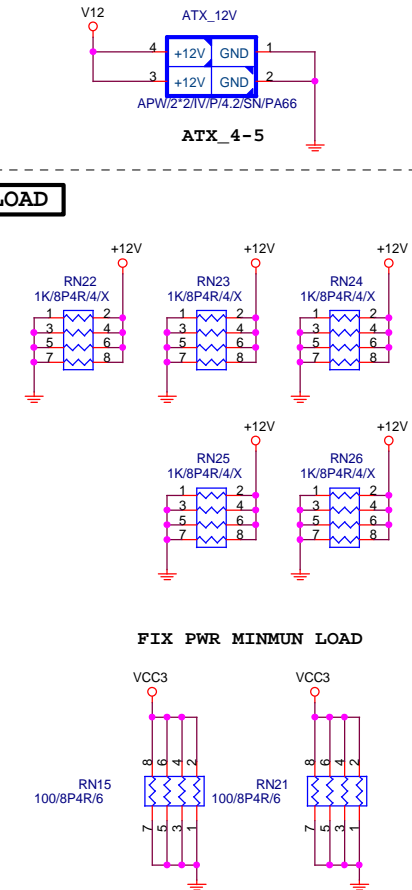 V12
ATX_12V
4 +12V GND 1
3 +12V GND 2
APW/2*2/IV/P/4.2/SN/PA66
ATX_4-5
LOAD
+12V +12V +12V
RN22 RN23 RN24
1K/8P4R/4/X 1K/8P4R/4/X 1K/8P4R/4/X
1 2 1 2 1 2
3 4 3 4 3 4
5 6 5 6 5 6
7 8 7 8 7 8
+12V +12V
RN25 RN26
1K/8P4R/4/X 1K/8P4R/4/X
1 2 1 2
3 4 3 4
5 6 5 6
7 8 7 8
FIX PWR MINMUN LOAD
VCC3 VCC3
8 6 4 2 8 6 4 2
RN15 RN21
100/8P4R/6 100/8P4R/6
7 5 3 1 7 5 3 1